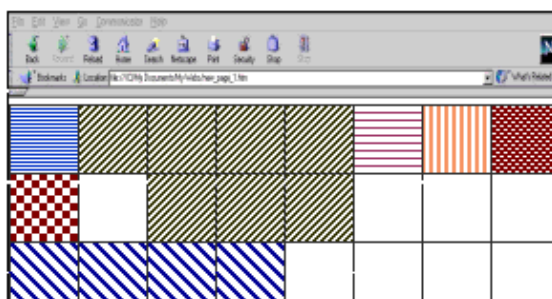 File Edit View Go Communicator Help
Back Reload Home Search Netscape Print Security Shop Stop
Bookmarks Location: What's Related